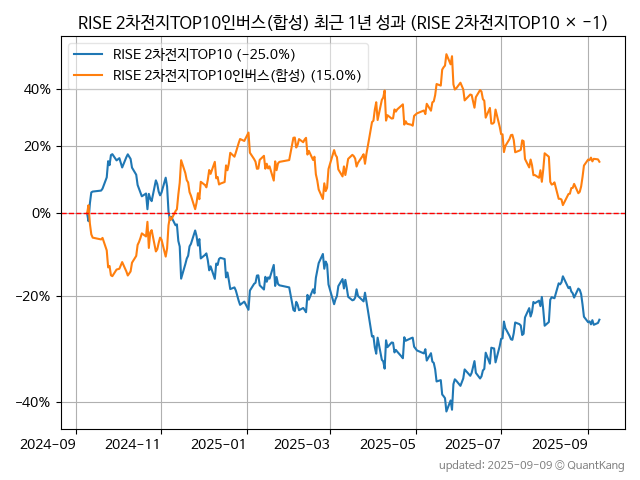 RISE 2차전지TOP10인버스(합성) 최근 1년 성과 (RISE 2차전지TOP10 × −1)
RISE 2차전지TOP10 (−25.0%)
RISE 2차전지TOP10인버스(합성) (15.0%)
40%
20%
0%
−20%
−40%
2024−09 2024−11 2025−01 2025−03 2025−05 2025−07 2025−09
updated: 2025-09-09 © QuantKang